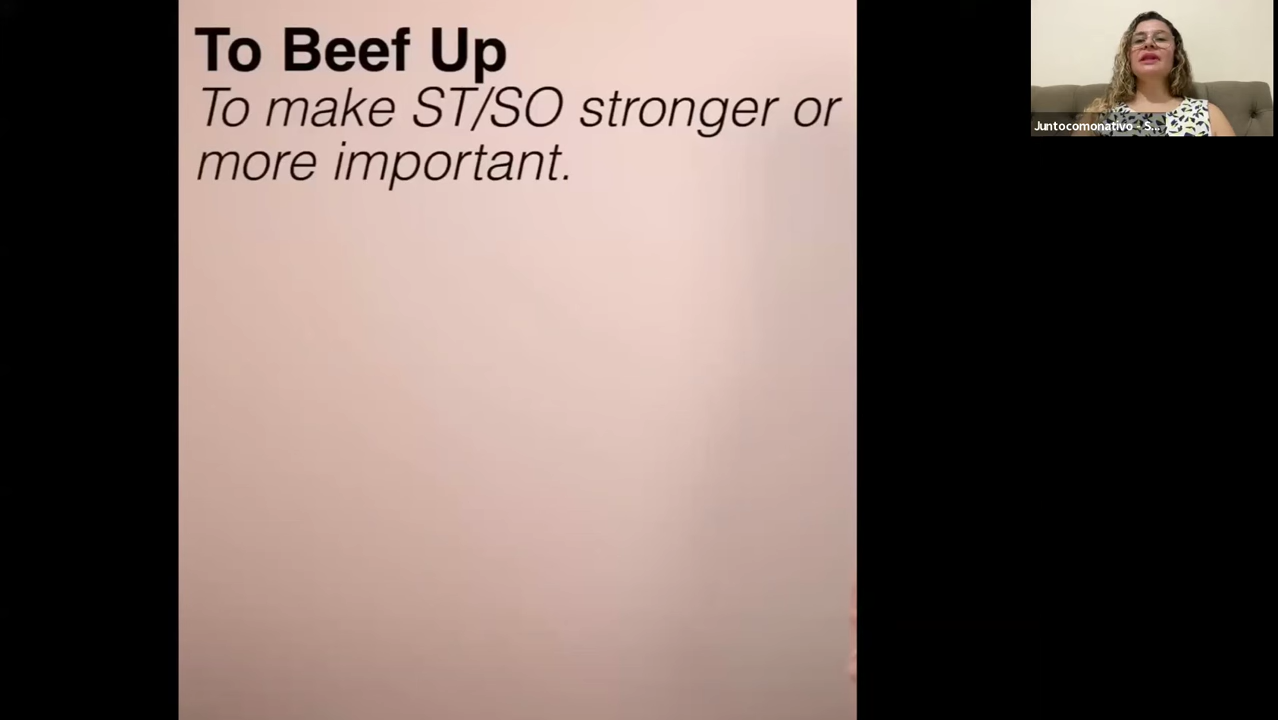 To Beef Up
To make ST/SO stronger or
more important.
Juntocomonativo - S...